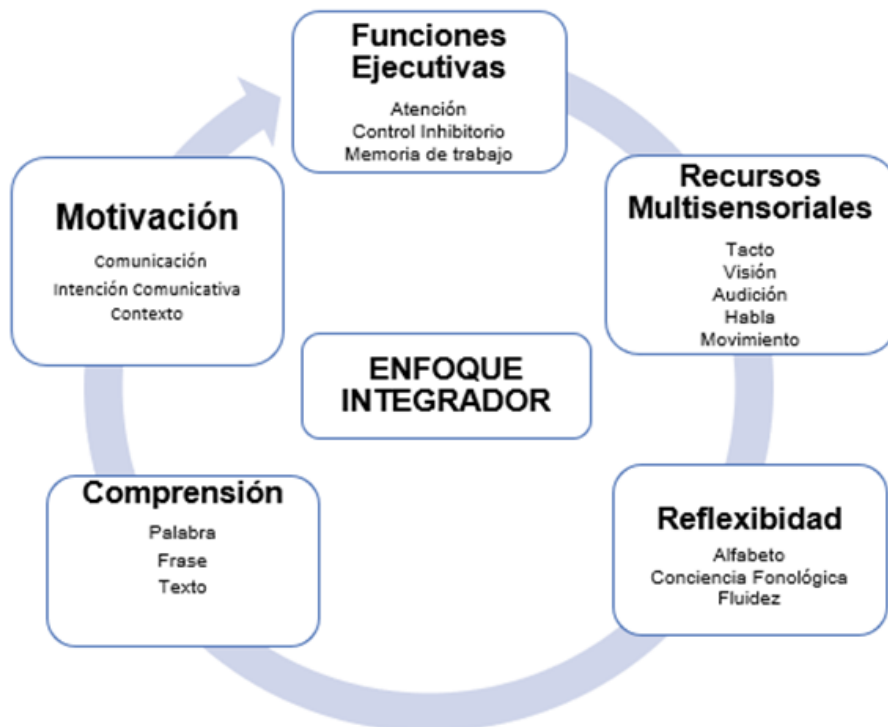 Funciones
Ejecutivas
Atención
Control Inhibitorio
Memoria de trabajo
Recursos
Multisensoriales
Tacto
Visión
Audición
Habla
Movimiento
Motivación
Comunicación
Intención Comunicativa
Contexto
ENFOQUE
INTEGRADOR
Comprensión
Palabra
Frase
Texto
Reflexibidad
Alfabeto
Conciencia Fonológica
Fluidez